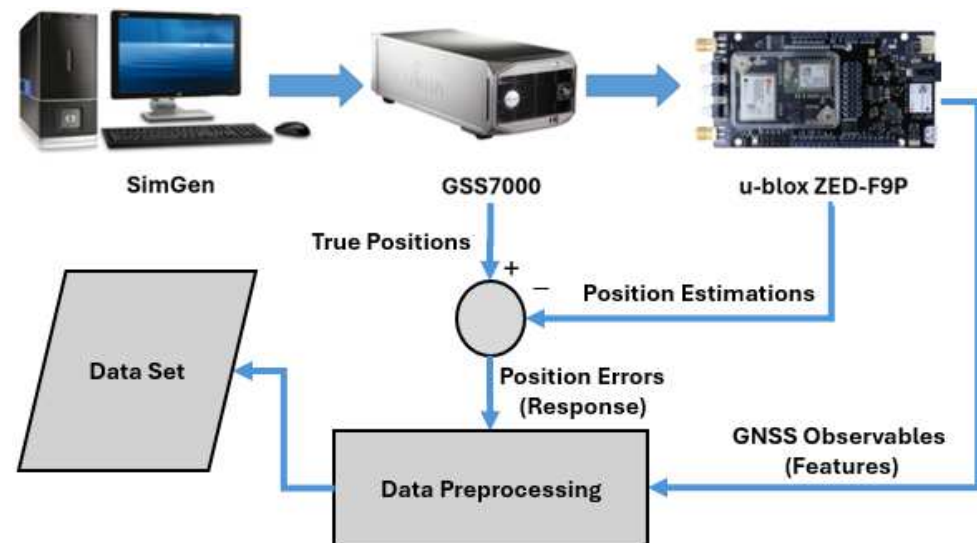 SimGen
GSS7000
u-blox ZED-F9P
True Positions
+
−
Position Estimations
Data Set
Position Errors
(Response)
GNSS Observables
(Features)
Data Preprocessing